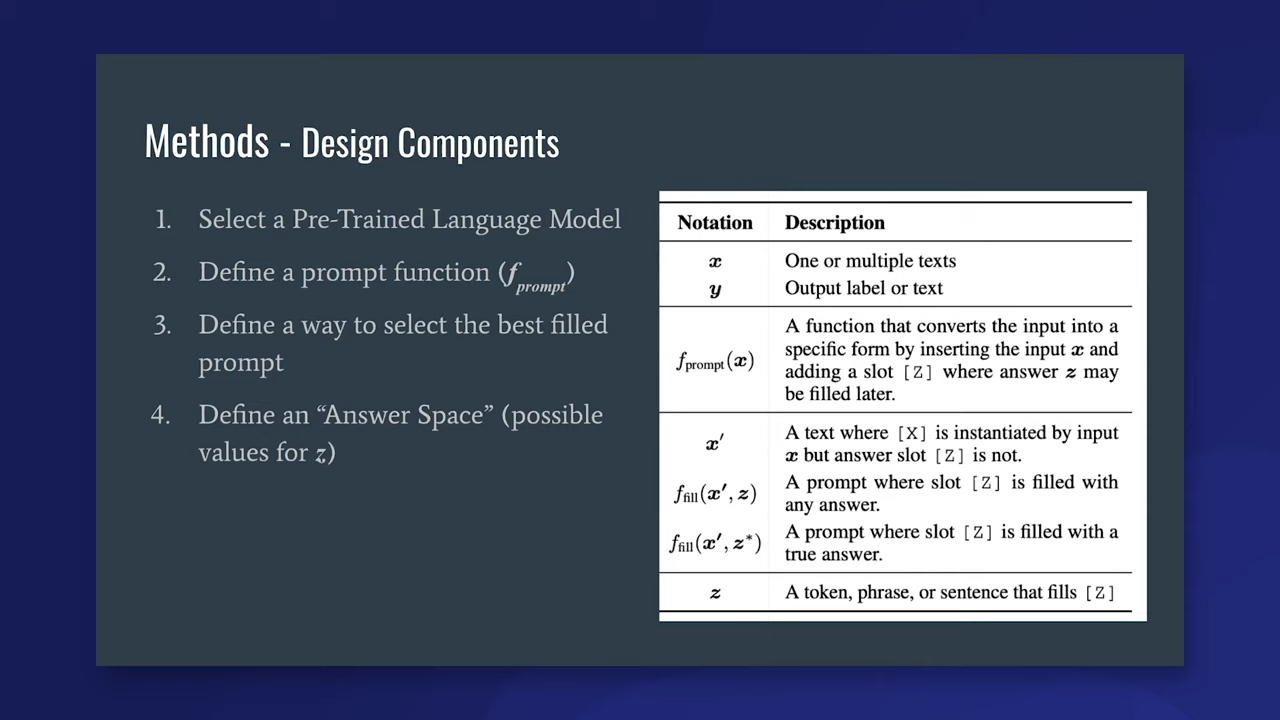 Methods - Design Components
1. Select a Pre-Trained Language Model
2. Define a prompt function (f_prompt)
3. Define a way to select the best filled
prompt
4. Define an “Answer Space” (possible
values for z)
Notation Description
x One or multiple texts
y Output label or text
f_prompt(x) A function that converts the input into a
specific form by inserting the input x and
adding a slot [Z] where answer z may
be filled later.
x′ A text where [X] is instantiated by input
x but answer slot [Z] is not.
f_fill(x′, z) A prompt where slot [Z] is filled with
any answer.
f_fill(x′, z*) A prompt where slot [Z] is filled with a
true answer.
z A token, phrase, or sentence that fills [Z]